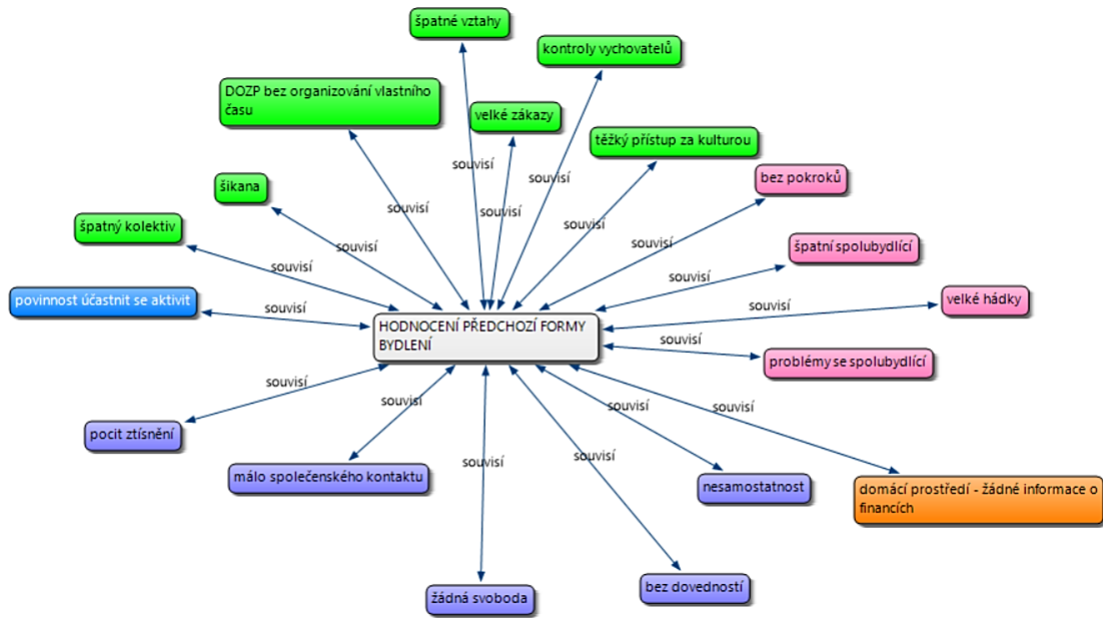 špatné vztahy
kontroly vychovatelů
DOZP bez organizování vlastního
času
velké zákazy
těžký přístup za kulturou
souvisí
souvisí
bez pokroků
šikana
souvisí
souvisí
souvisí
špatný kolektiv
souvisí
souvisí
špatní spolubydlící
souvisí
souvisí
povinnost účastnit se aktivit
souvisí
souvisí
velké hádky
HODNOCENÍ PŘEDCHOZÍ FORMY
BYDLENÍ
souvisí
problémy se spolubydlící
souvisí
souvisí
souvisí
souvisí
pocit ztísnění
souvisí
souvisí
málo společenského kontaktu
nesamostatnost
domácí prostředí - žádné informace o
financích
žádná svoboda
bez dovedností